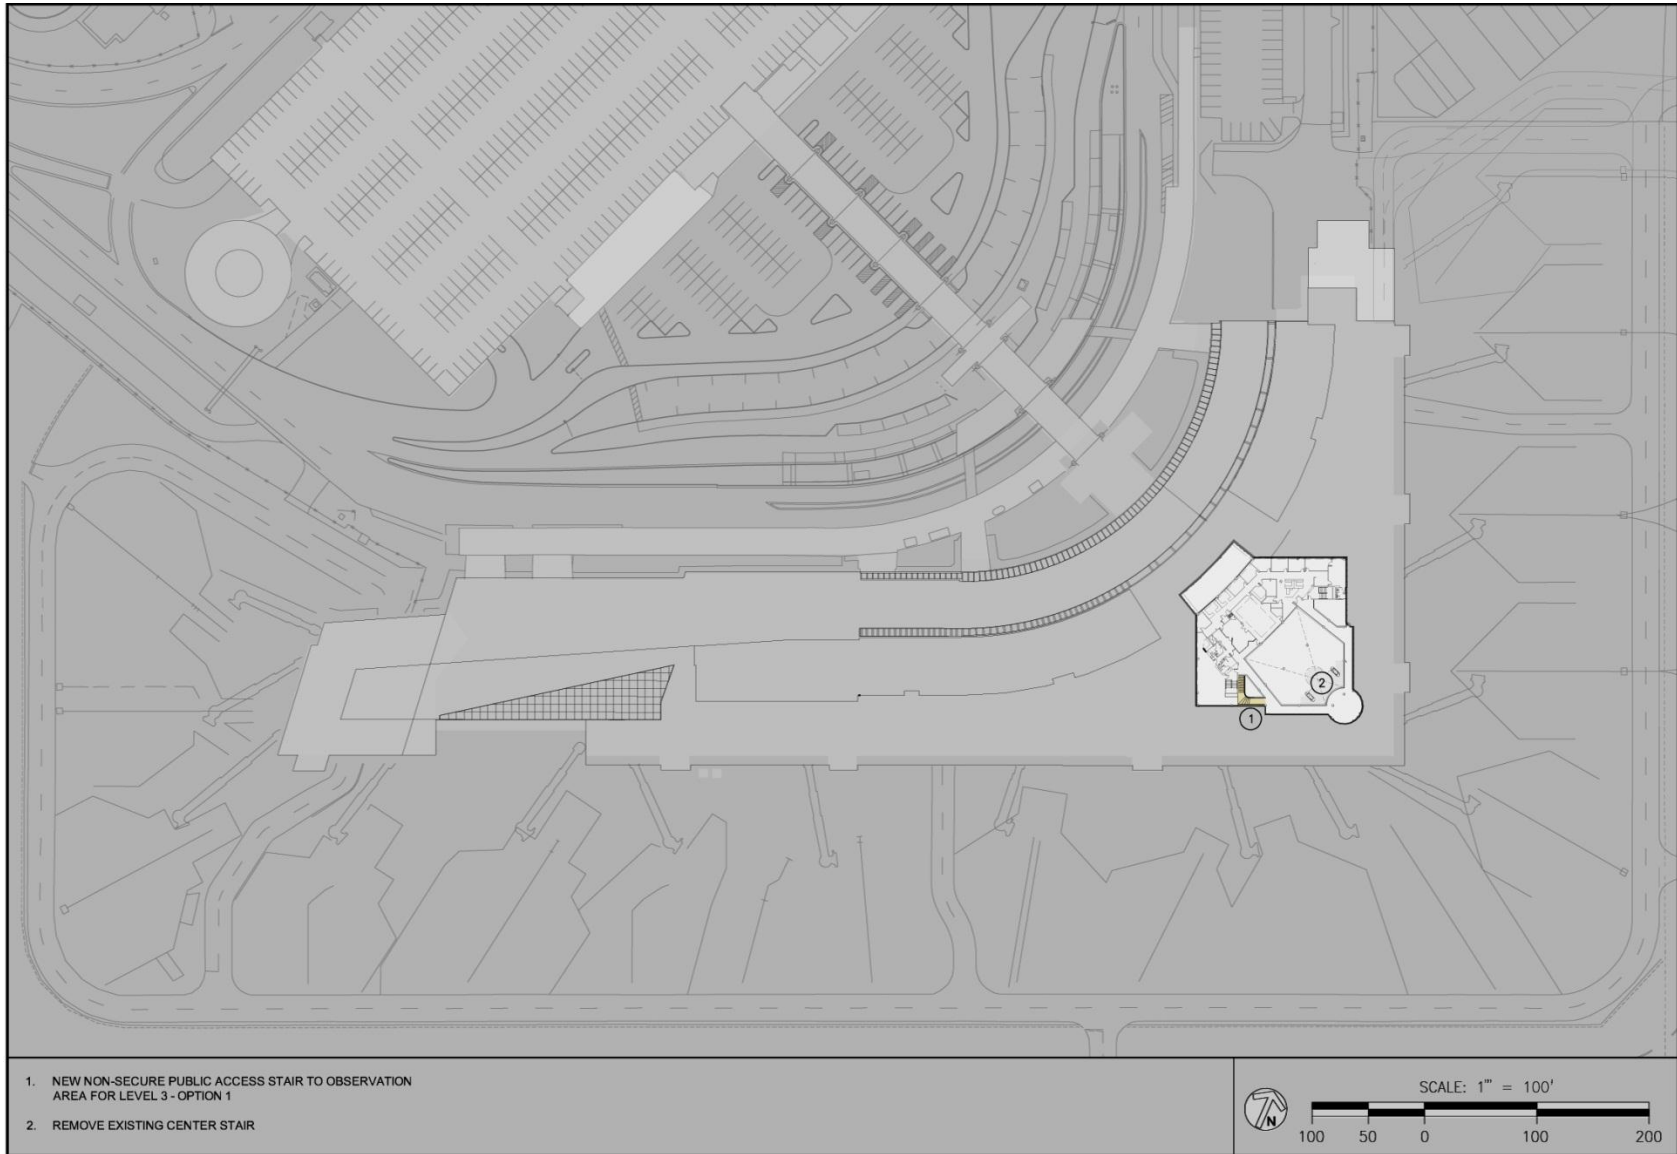 1
2
1. NEW NON-SECURE PUBLIC ACCESS STAIR TO OBSERVATION
AREA FOR LEVEL 3 - OPTION 1
2. REMOVE EXISTING CENTER STAIR
N
SCALE: 1"" = 100'
100 50 0 100 200